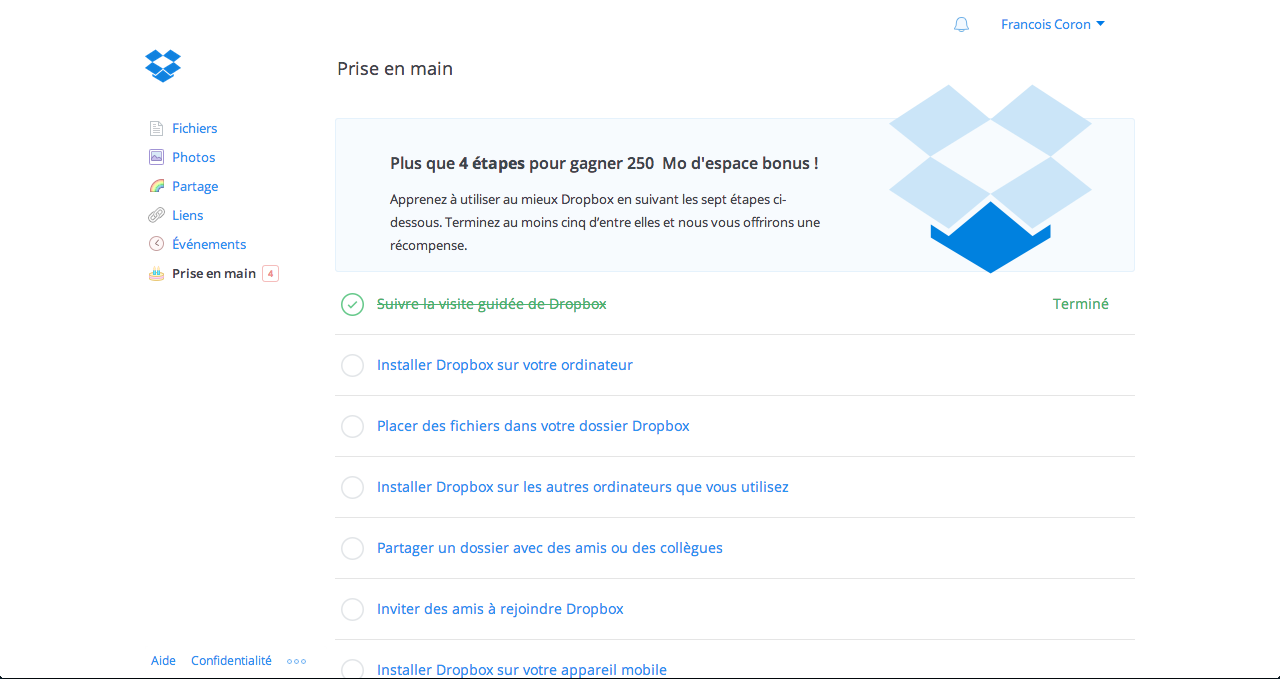 Francois Coron
Prise en main
Fichiers
Photos
Partage
Liens
Événements
Prise en main 4
Plus que 4 étapes pour gagner 250 Mo d'espace bonus !
Apprenez à utiliser au mieux Dropbox en suivant les sept étapes ci-
dessous. Terminez au moins cinq d’entre elles et nous vous offrirons une
récompense.
Suivre la visite guidée de Dropbox Terminé
Installer Dropbox sur votre ordinateur
Placer des fichiers dans votre dossier Dropbox
Installer Dropbox sur les autres ordinateurs que vous utilisez
Partager un dossier avec des amis ou des collègues
Inviter des amis à rejoindre Dropbox
Installer Dropbox sur votre appareil mobile
Aide Confidentialité